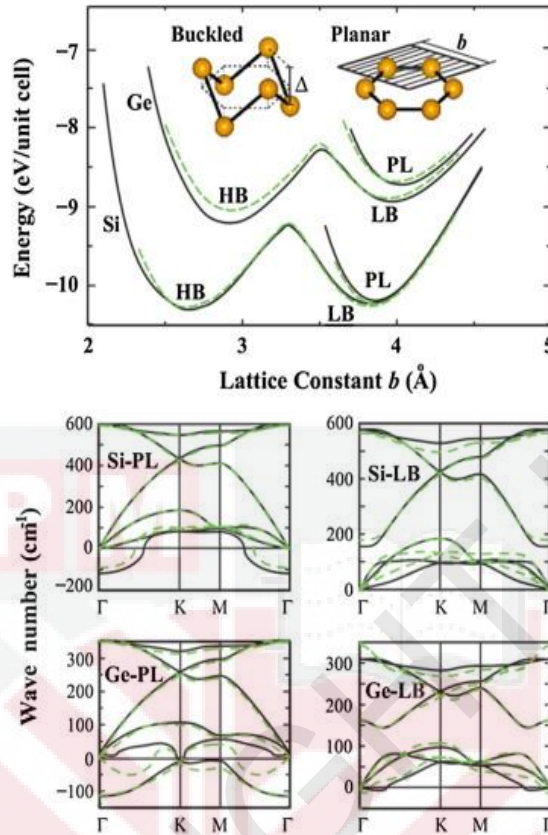 Energy (eV/unit cell)
−7
−8
−9
−10
Buckled
Planar
b
Δ
Ge
Si
HB
PL
LB
HB
PL
LB
2
3
4
5
Lattice Constant b (Å)
Wave number (cm⁻¹)
600
400
200
0
−200
Si-PL
Γ
K
M
Γ
600
400
200
0
Si-LB
Γ
K
M
300
200
100
0
−100
Ge-PL
Γ
K
M
Γ
300
200
100
50
0
Ge-LB
Γ
K
M